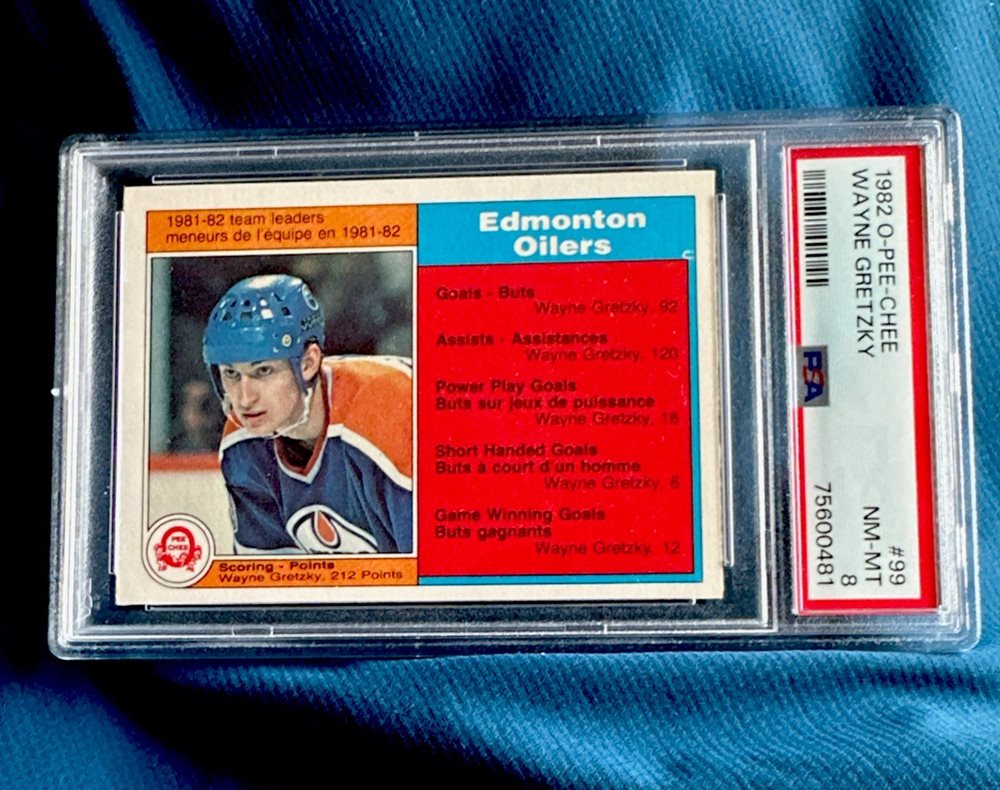 1981-82 team leaders
meneurs de l'équipe en 1981-82
Edmonton
Oilers
Goals - Buts
Wayne Gretzky, 92
Assists - Assistances
Wayne Gretzky, 120
Power Play Goals
Buts sur jeux de puissance
Wayne Gretzky, 18
Short Handed Goals
Buts à court d'un homme
Wayne Gretzky, 6
Game Winning Goals
Buts gagnants
Wayne Gretzky, 12
PEE
CHEE
Scoring - Points
Wayne Gretzky, 212 Points
1982 O-PEE-CHEE
WAYNE GRETZKY
PSA
#99
NM-MT
8
75600481